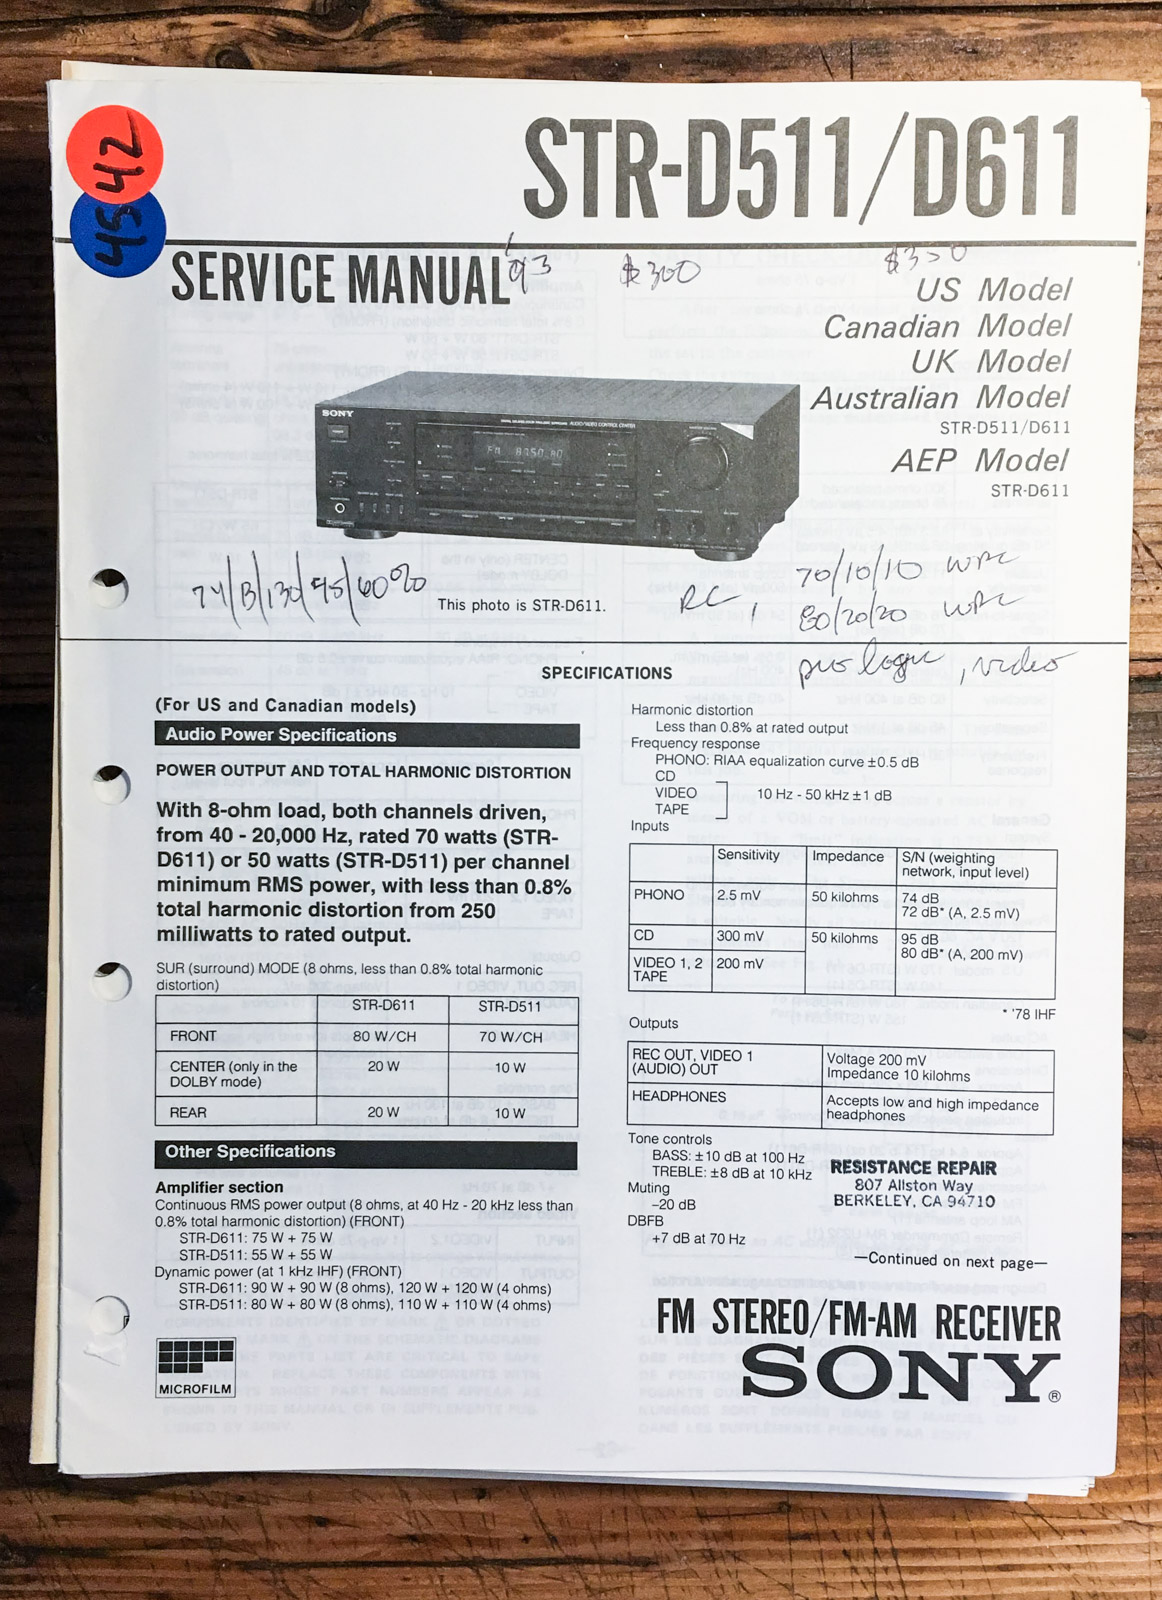 42
45
STR-D511/D611
SERVICE MANUAL
'93 $300 $350
US Model
Canadian Model
UK Model
Australian Model
STR-D511/D611
AEP Model
STR-D611
SONY
AUDIO/VIDEO CONTROL CENTER
This photo is STR-D611.
RC, 70/10/10 WPC
80/20/20 WPC
pro logic, video
SPECIFICATIONS
(For US and Canadian models)
Audio Power Specifications
POWER OUTPUT AND TOTAL HARMONIC DISTORTION
With 8-ohm load, both channels driven,
from 40 - 20,000 Hz, rated 70 watts (STR-
D611) or 50 watts (STR-D511) per channel
minimum RMS power, with less than 0.8%
total harmonic distortion from 250
milliwatts to rated output.
SUR (surround) MODE (8 ohms, less than 0.8% total harmonic
distortion)
STR-D611 STR-D511
FRONT 80 W/CH 70 W/CH
CENTER (only in the
DOLBY mode) 20 W 10 W
REAR 20 W 10 W
Other Specifications
Amplifier section
Continuous RMS power output (8 ohms, at 40 Hz - 20 kHz less than
0.8% total harmonic distortion) (FRONT)
STR-D611: 75 W + 75 W
STR-D511: 55 W + 55 W
Dynamic power (at 1 kHz IHF) (FRONT)
STR-D611: 90 W + 90 W (8 ohms), 120 W + 120 W (4 ohms)
STR-D511: 80 W + 80 W (8 ohms), 110 W + 110 W (4 ohms)
MICROFILM
Harmonic distortion
Less than 0.8% at rated output
Frequency response
PHONO: RIAA equalization curve ±0.5 dB
CD
VIDEO 10 Hz - 50 kHz ±1 dB
TAPE
Inputs
Sensitivity Impedance S/N (weighting
network, input level)
PHONO 2.5 mV 50 kilohms 74 dB
72 dB* (A, 2.5 mV)
CD 300 mV 50 kilohms 95 dB
80 dB* (A, 200 mV)
VIDEO 1, 2 200 mV
TAPE
* '78 IHF
Outputs
REC OUT, VIDEO 1 Voltage 200 mV
(AUDIO) OUT Impedance 10 kilohms
HEADPHONES Accepts low and high impedance
headphones
Tone controls
BASS: ±10 dB at 100 Hz
TREBLE: ±8 dB at 10 kHz
Muting
-20 dB
DBFB
+7 dB at 70 Hz
RESISTANCE REPAIR
807 Allston Way
BERKELEY, CA 94710
—Continued on next page—
FM STEREO/FM-AM RECEIVER
SONY®